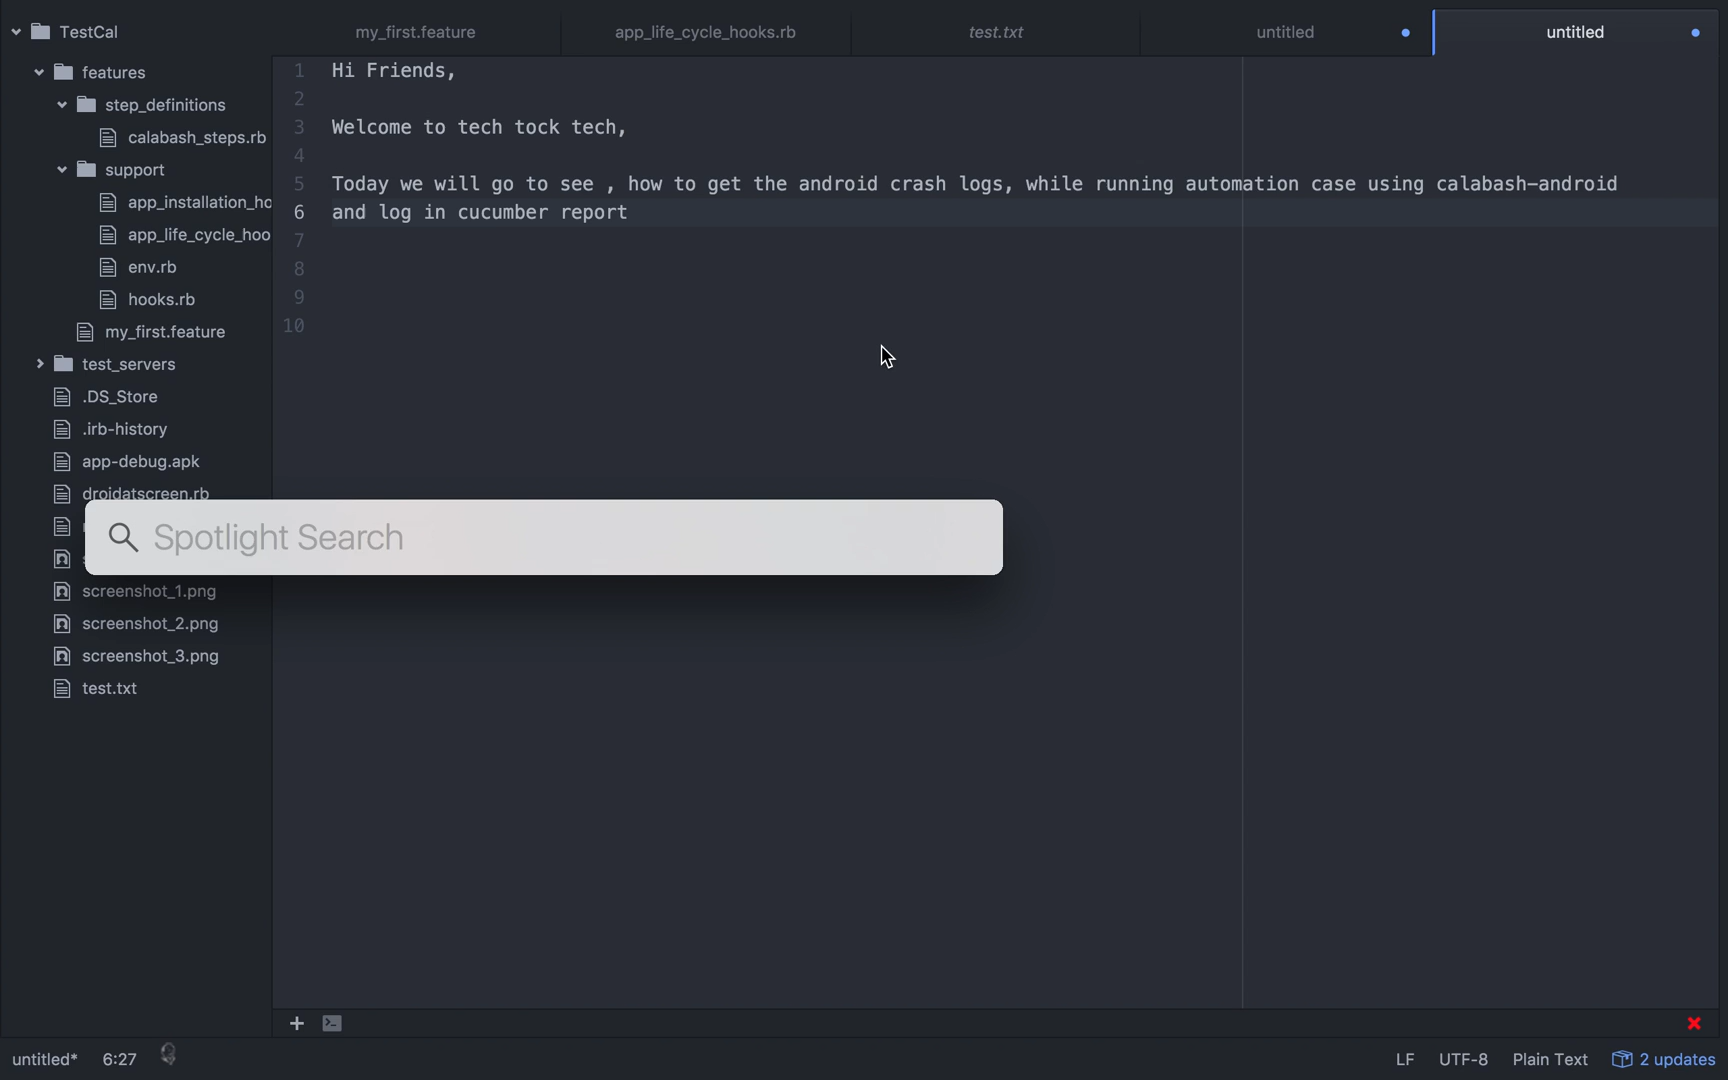 TestCal
my_first.feature
app_life_cycle_hooks.rb
test.txt
untitled
untitled
features
step_definitions
calabash_steps.rb
support
app_installation_ho
app_life_cycle_hoo
env.rb
hooks.rb
my_first.feature
test_servers
.DS_Store
.irb-history
app-debug.apk
droidatscreen.rb
screenshot_1.png
screenshot_2.png
screenshot_3.png
test.txt
1 Hi Friends,
2
3 Welcome to tech tock tech,
4
5 Today we will go to see , how to get the android crash logs, while running automation case using calabash-android
6 and log in cucumber report
7
8
9
10
Spotlight Search
untitled* 6:27
LF UTF-8 Plain Text 2 updates